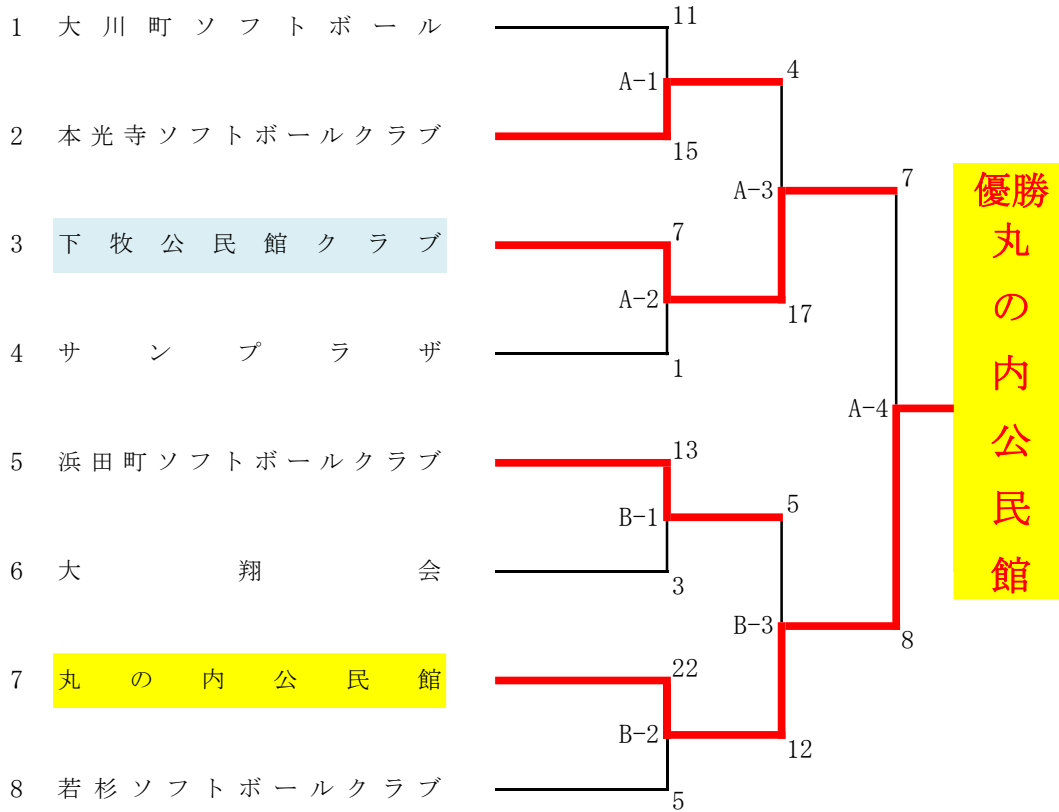 1 大川町ソフトボール
2 本光寺ソフトボールクラブ
3 下牧公民館クラブ
4 サンプラザ
5 浜田町ソフトボールクラブ
6 大翔会
7 丸の内公民館
8 若杉ソフトボールクラブ
11
A-1
15
7
A-2
1
13
B-1
3
22
B-2
5
4
A-3
17
5
B-3
12
7
A-4
8
優勝
丸の内公民館